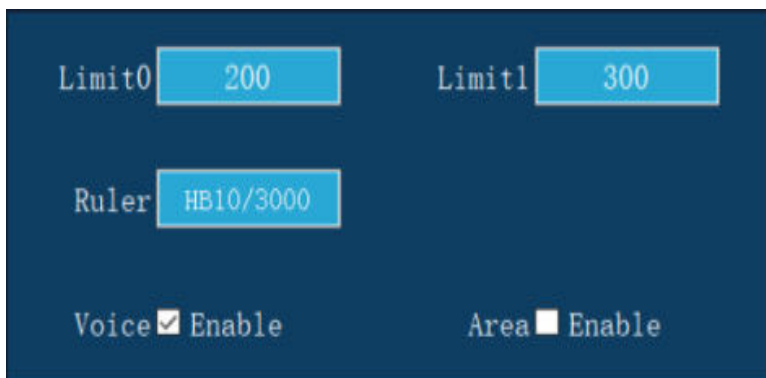 Limit0 200 Limit1 300
Ruler HB10/3000
Voice Enable Area Enable